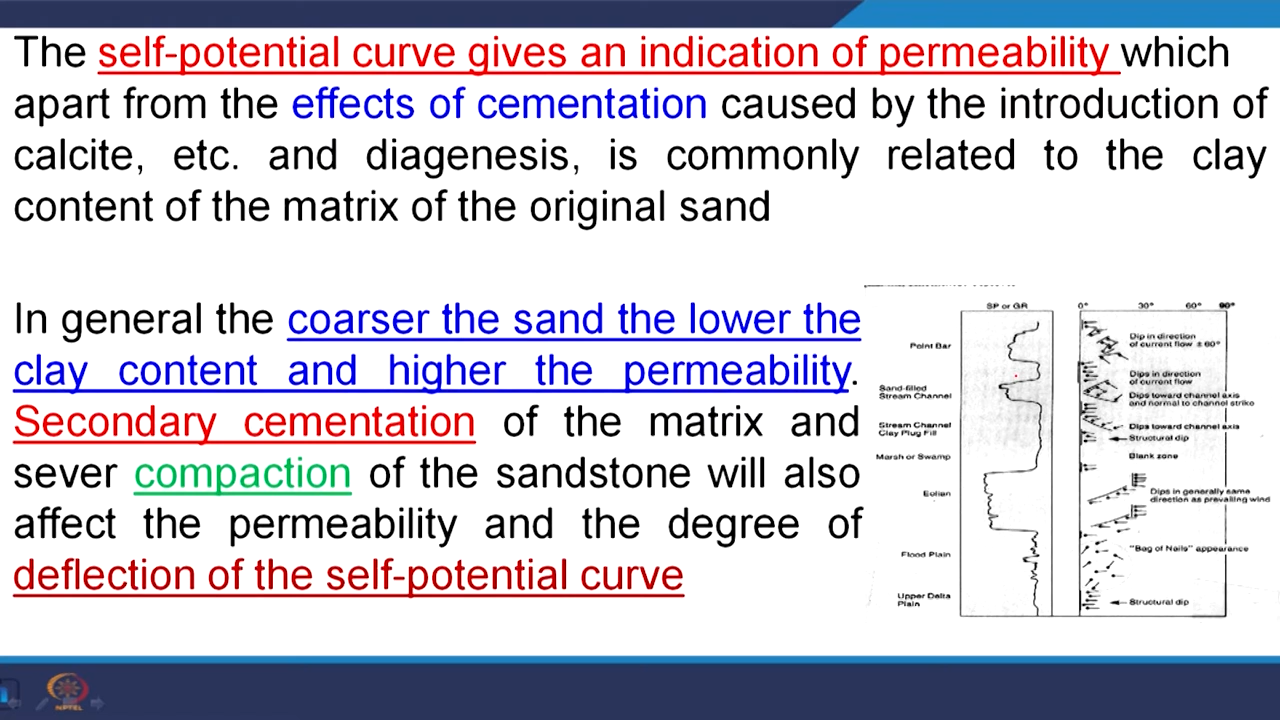 The self-potential curve gives an indication of permeability which
apart from the effects of cementation caused by the introduction of
calcite, etc. and diagenesis, is commonly related to the clay
content of the matrix of the original sand
In general the coarser the sand the lower the
clay content and higher the permeability.
Secondary cementation of the matrix and
sever compaction of the sandstone will also
affect the permeability and the degree of
deflection of the self-potential curve
SP or GR
0° 30° 60° 90°
Point Bar
Dip in direction
of current flow ± 60°
Sand-filled
Stream Channel
Dips in direction
of current flow
Dips toward channel axis
and normal to channel strike
Stream Channel
Clay Plug Fill
Dips toward channel axis
Structural dip
Marsh or Swamp
Blank zone
Eolian
Dips in generally same
direction as prevailing wind
Flood Plain
"Bag of Nails" appearance
Upper Delta
Plain
Structural dip
NPTEL